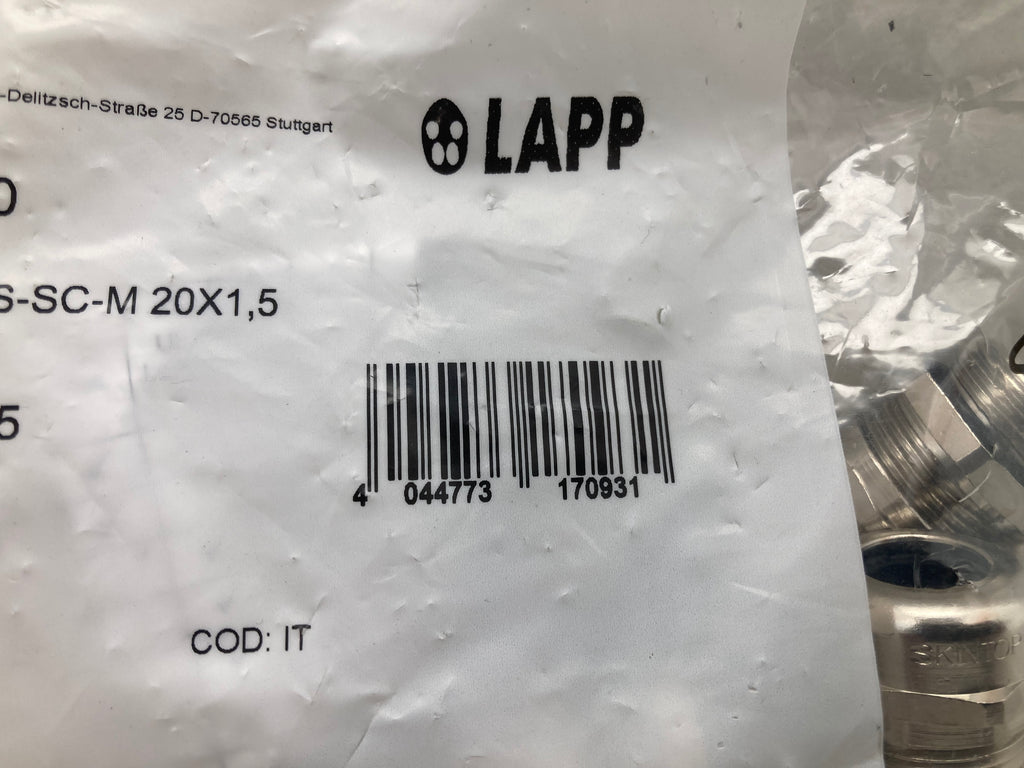 -Delitzsch-Straße 25 D-70565 Stuttgart
LAPP
0
S-SC-M 20X1,5
5
4 044773 170931
COD: IT
SKINTOP